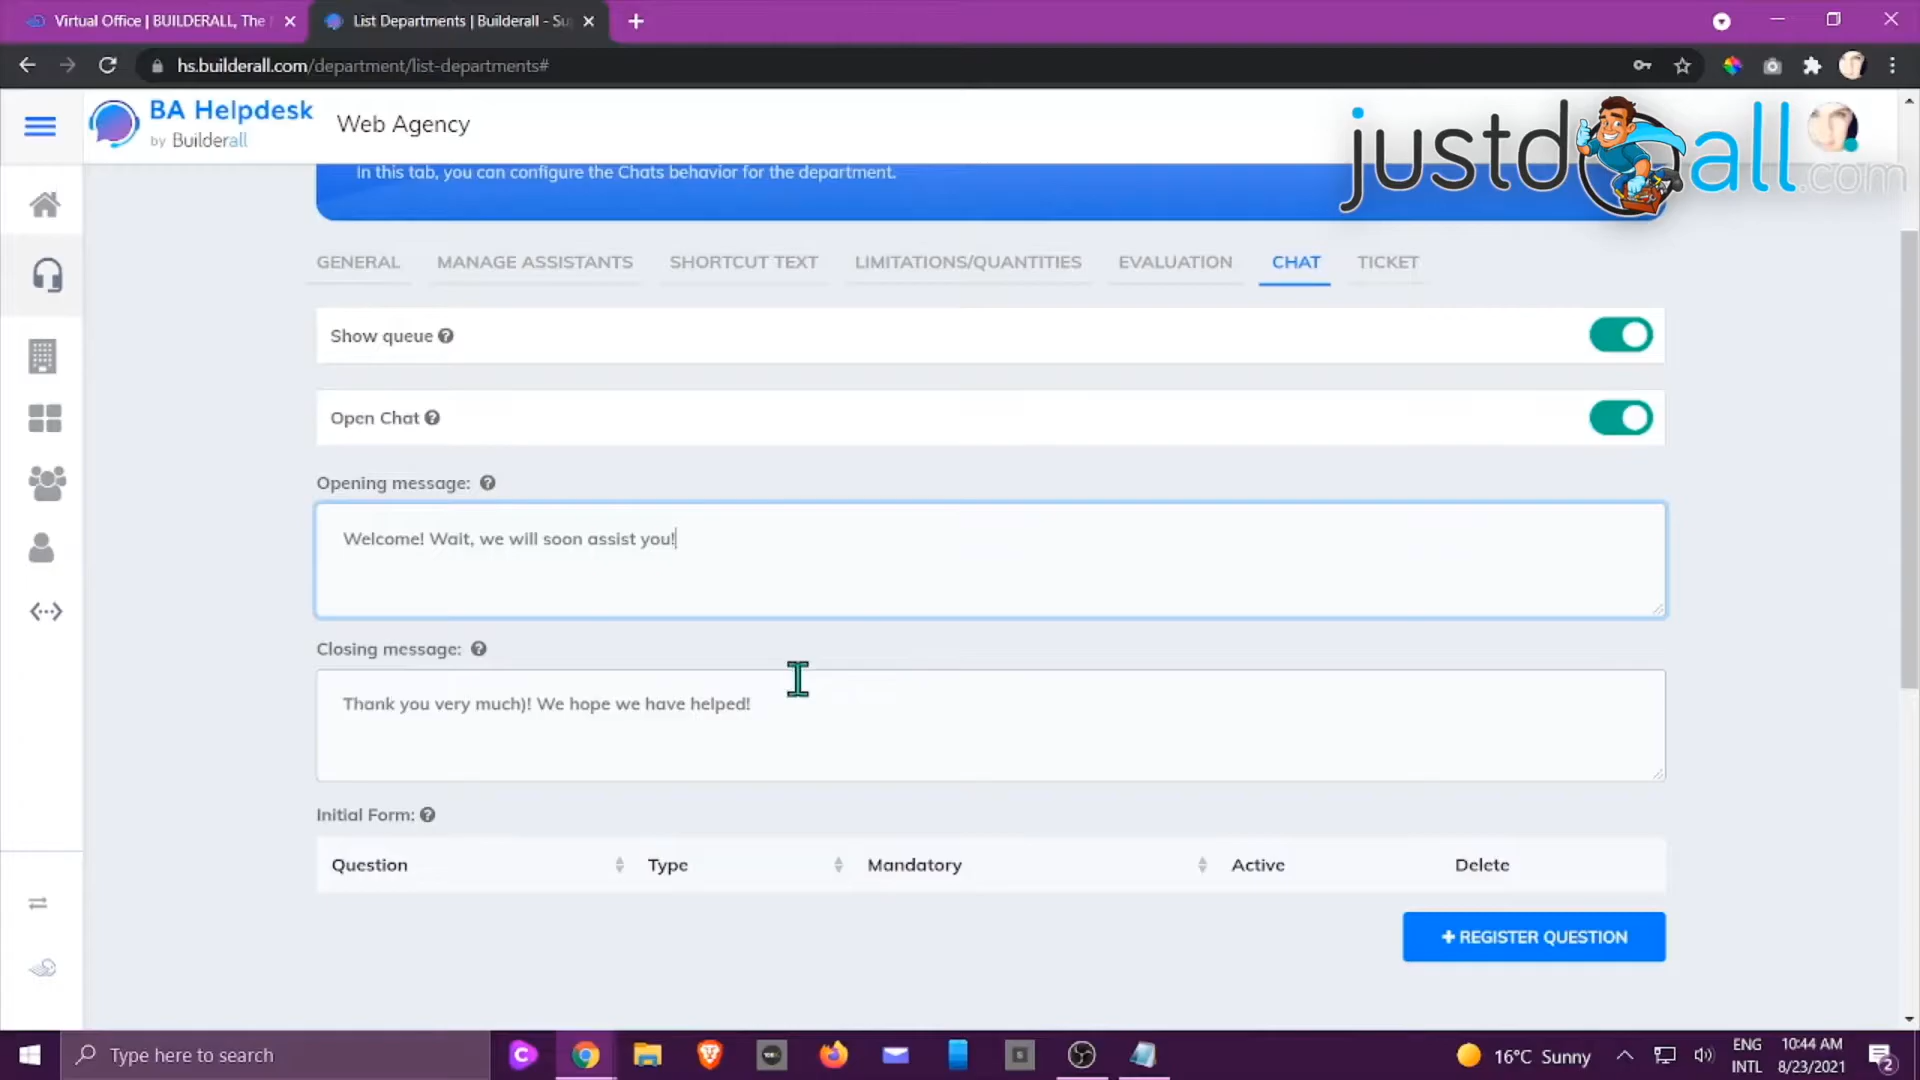 Virtual Office | BUILDERALL, The
List Departments | Builderall - Su
hs.builderall.com/department/list-departments#
BA Helpdesk
by Builderall
Web Agency
justdoall.com
In this tab, you can configure the Chats behavior for the department.
GENERAL MANAGE ASSISTANTS SHORTCUT TEXT LIMITATIONS/QUANTITIES EVALUATION CHAT TICKET
Show queue
Open Chat
Opening message:
Welcome! Wait, we will soon assist you!
Closing message:
Thank you very much)! We hope we have helped!
Initial Form:
Question Type Mandatory Active Delete
+ REGISTER QUESTION
Type here to search
16°C Sunny
ENG
INTL
10:44 AM
8/23/2021
2